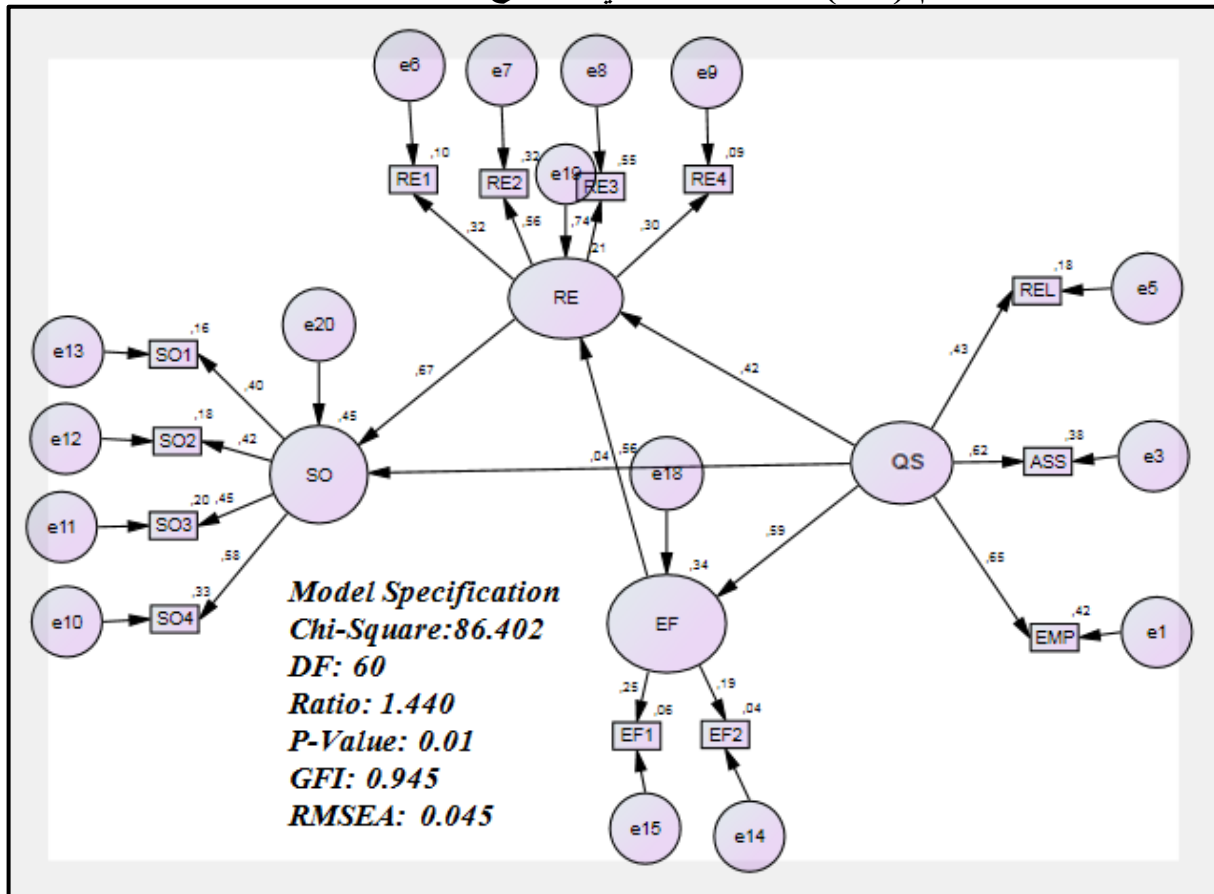 e6
e7
e8
e9
,10
,32
,55
,09
RE1
RE2
e19
RE3
RE4
,32
,56
,74
,21
,30
RE
,18
REL
e5
e20
e13
SO1
,16
,67
,42
,43
,40
,45
e12
SO2
,18
,42
SO
,04
,56
e18
QS
,62
,38
ASS
e3
e11
SO3
,20
,45
,59
,58
,34
,65
e10
SO4
,33
EF
,42
EMP
e1
,25
,19
EF1
,06
EF2
,04
e15
e14
Model Specification
Chi-Square:86.402
DF: 60
Ratio: 1.440
P-Value: 0.01
GFI: 0.945
RMSEA: 0.045